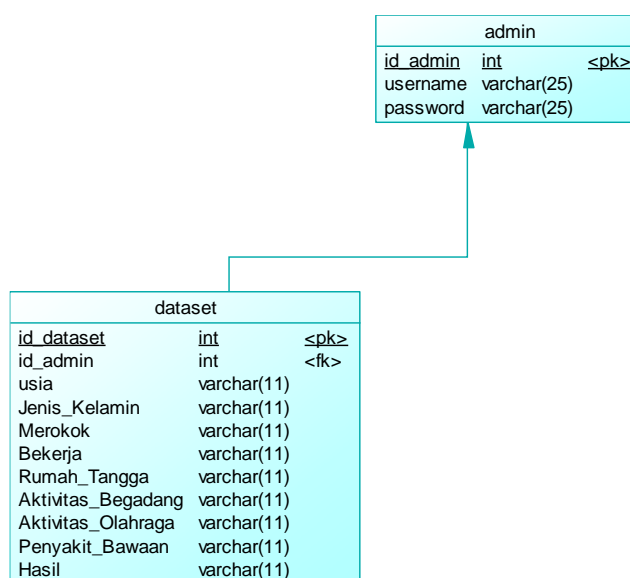 admin
id_admin int <pk>
username varchar(25)
password varchar(25)
dataset
id_dataset int <pk>
id_admin int <fk>
usia varchar(11)
Jenis_Kelamin varchar(11)
Merokok varchar(11)
Bekerja varchar(11)
Rumah_Tangga varchar(11)
Aktivitas_Begadang varchar(11)
Aktivitas_Olahraga varchar(11)
Penyakit_Bawaan varchar(11)
Hasil varchar(11)